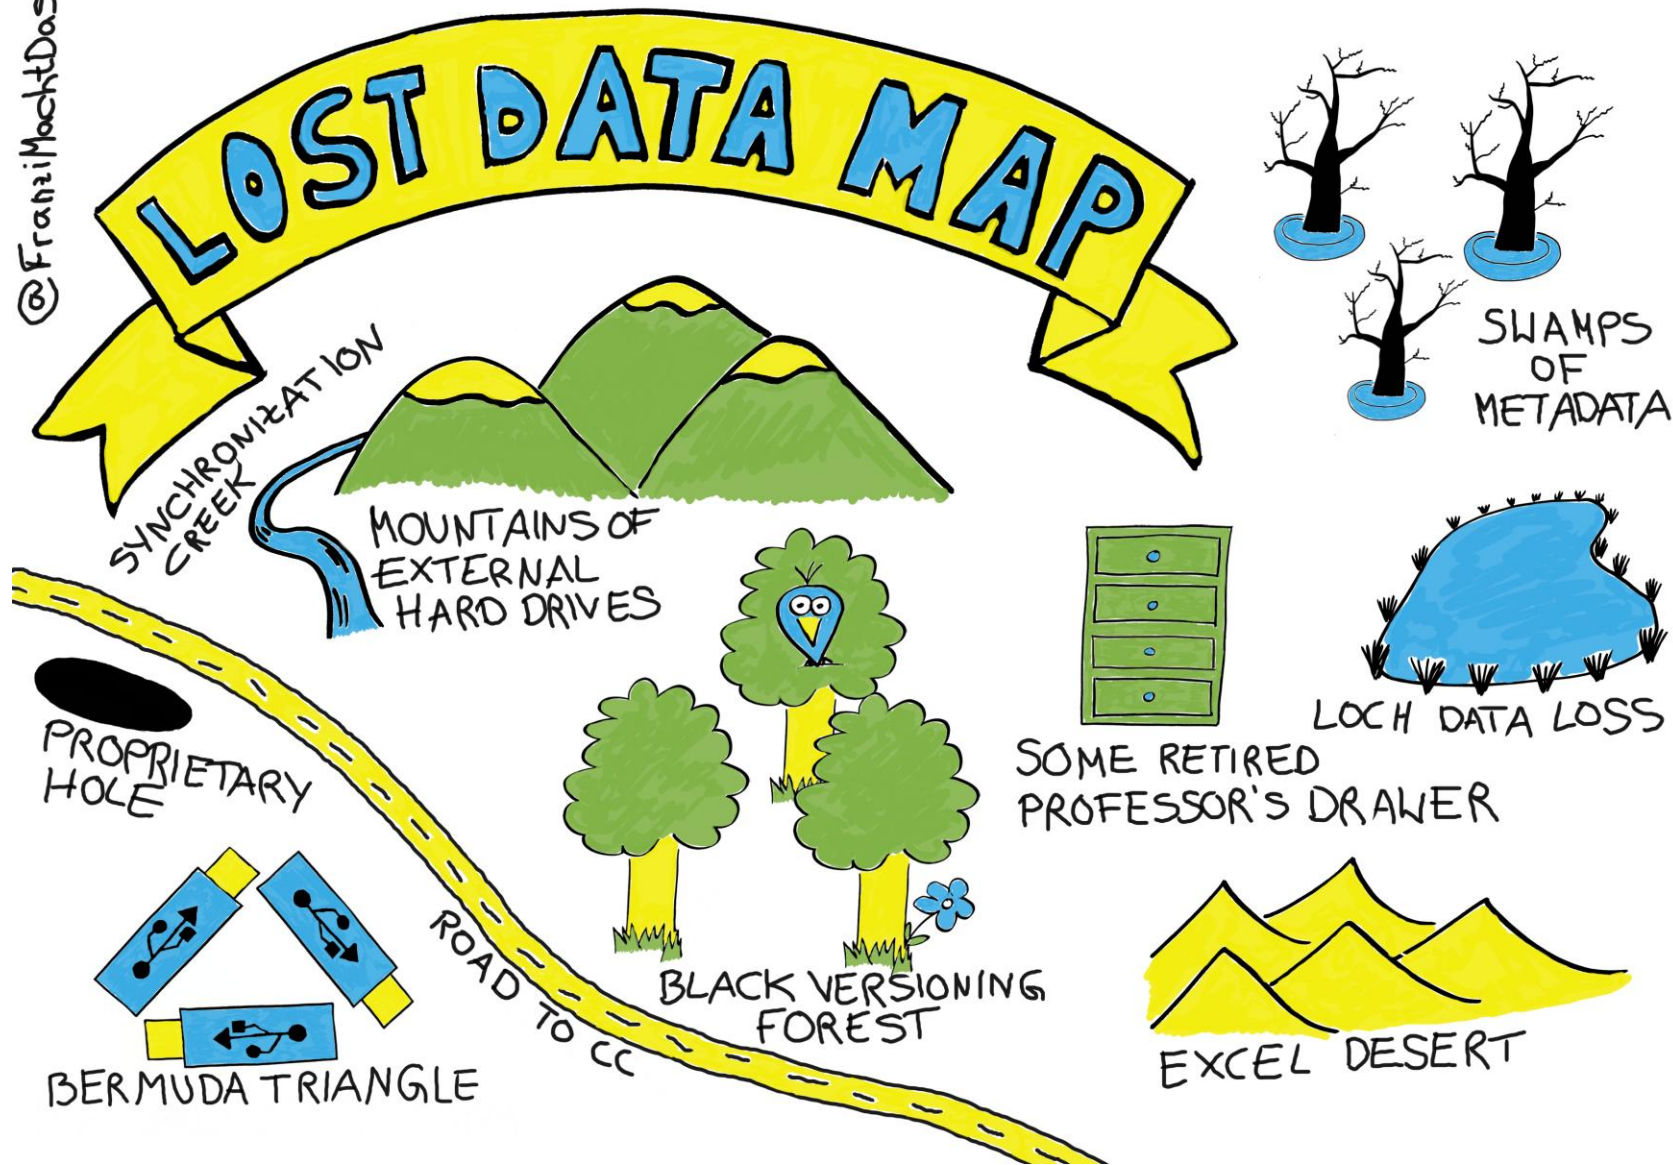 @FranziMachtDas
LOST DATA MAP
SWAMPS
OF
METADATA
SYNCHRONIZATION
CREEK
MOUNTAINS OF
EXTERNAL
HARD DRIVES
LOCH DATA LOSS
SOME RETIRED
PROFESSOR'S DRAWER
PROPRIETARY
HOLE
ROAD TO CC
BLACK VERSIONING
FOREST
EXCEL DESERT
BERMUDA TRIANGLE